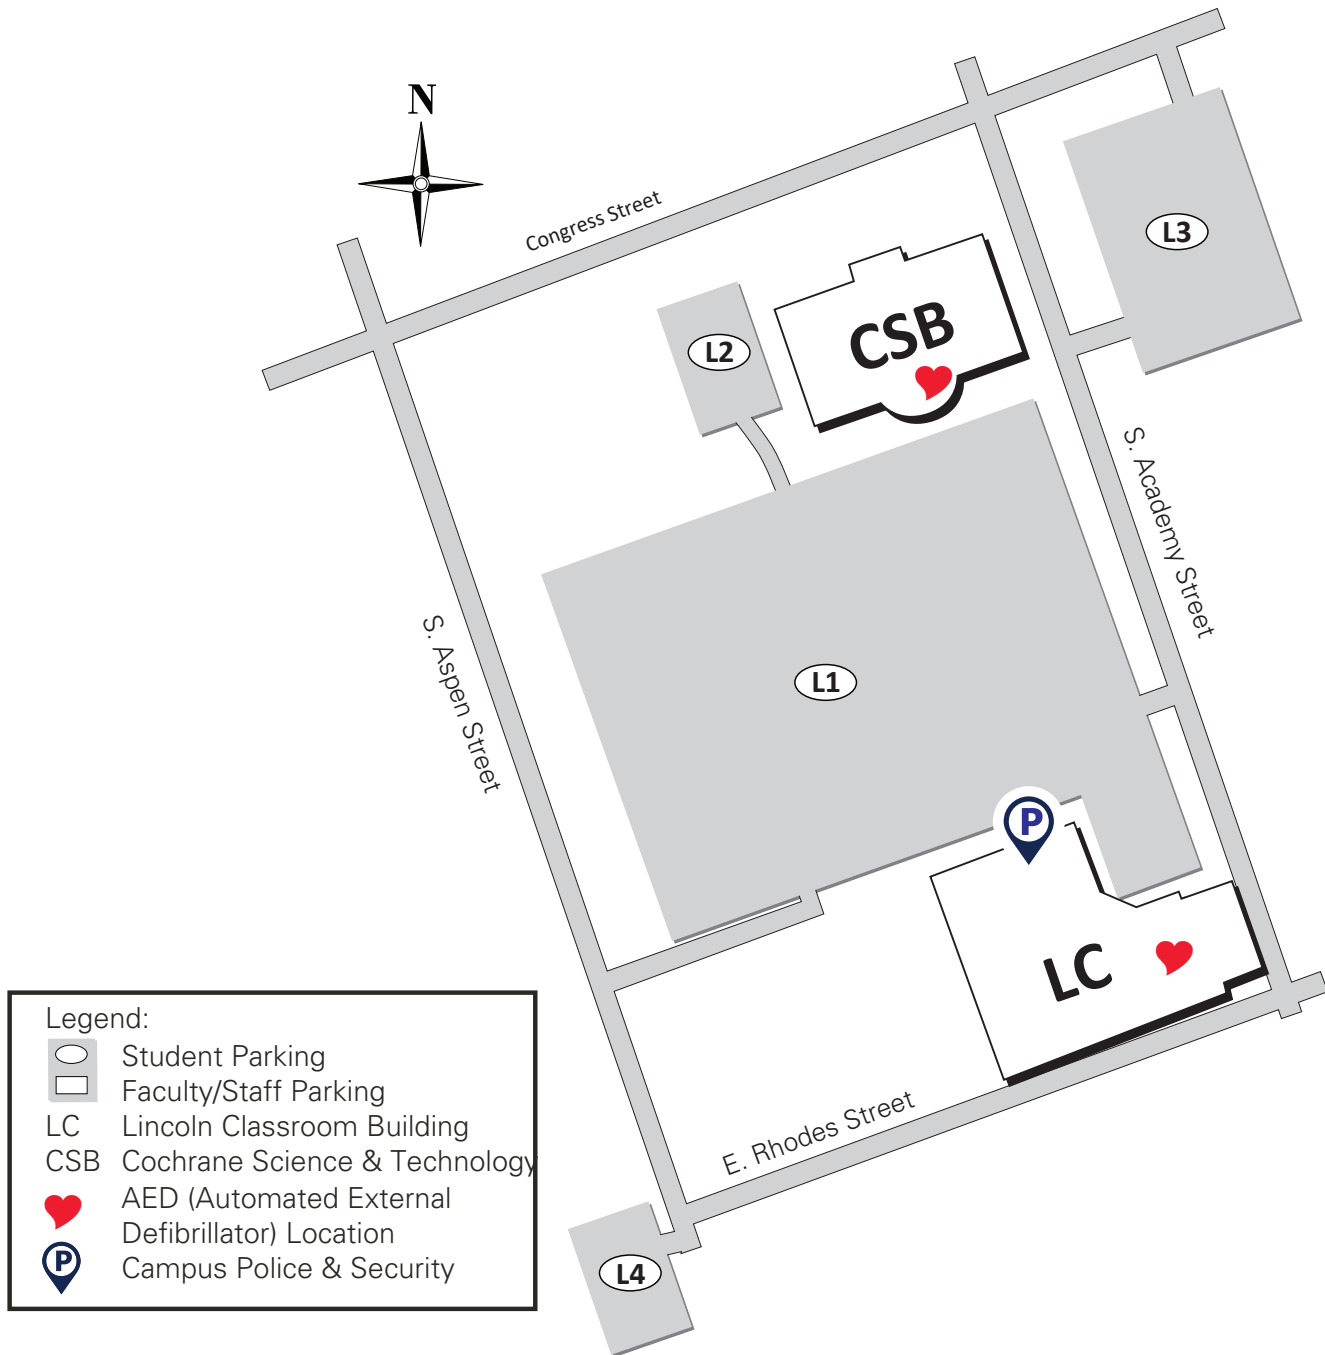 N
Congress Street
L3
CSB
L2
S. Academy Street
S. Aspen Street
L1
P
LC
E. Rhodes Street
L4
Legend:
Student Parking
Faculty/Staff Parking
LC Lincoln Classroom Building
CSB Cochrane Science & Technology
AED (Automated External
Defibrillator) Location
P Campus Police & Security